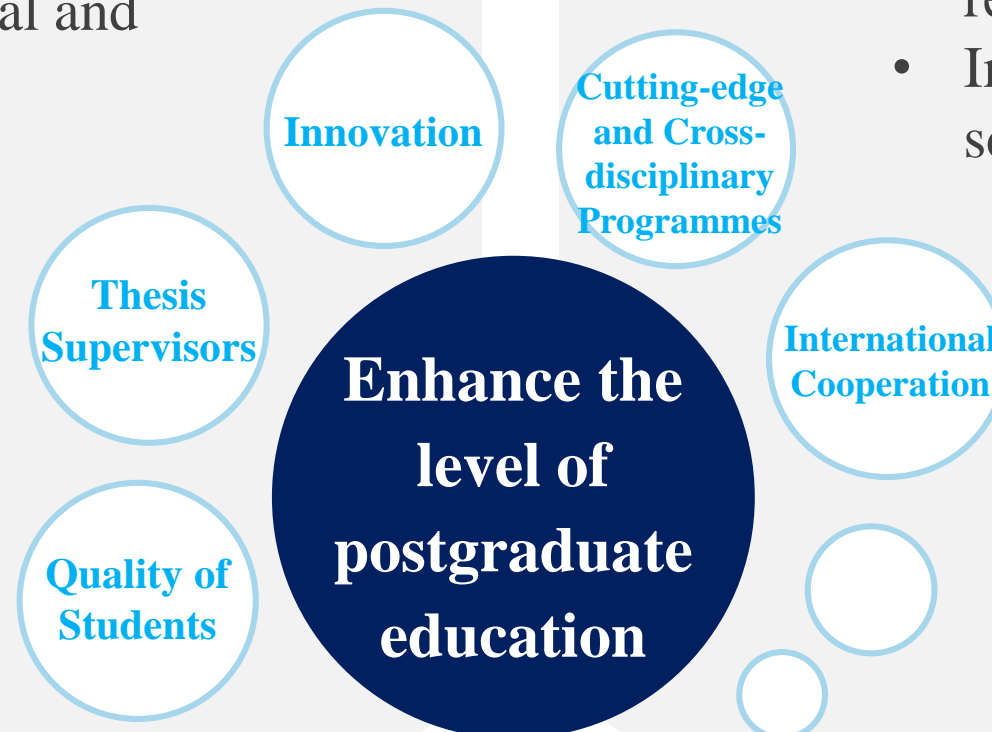 al and
Innovation
Cutting-edge
and Cross-
disciplinary
Programmes
Thesis
Supervisors
International
Cooperation
Enhance the
level of
postgraduate
education
Quality of
Students